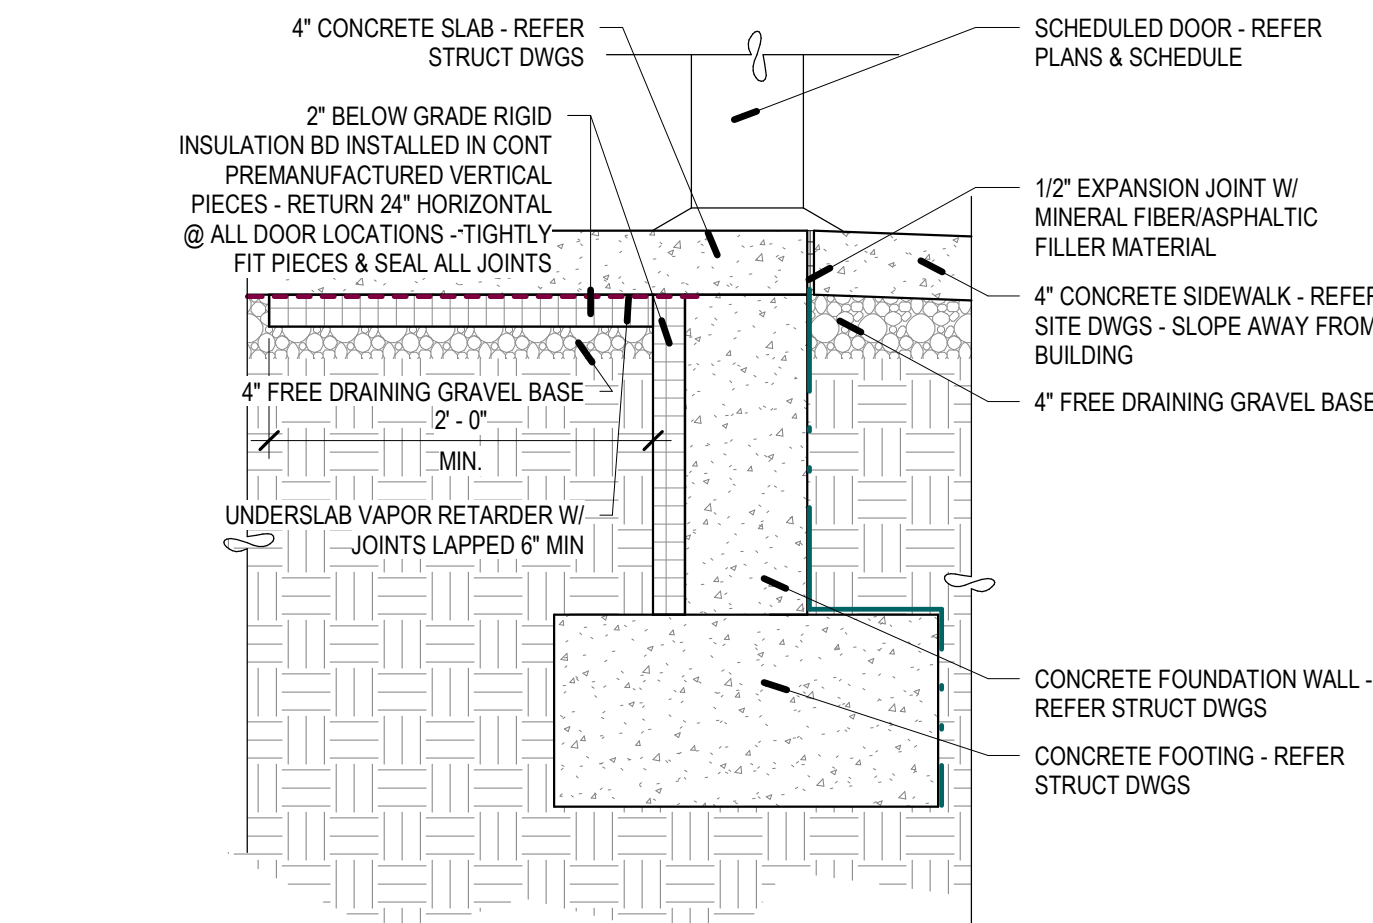 4" CONCRETE SLAB - REFER
STRUCT DWGS
2" BELOW GRADE RIGID
INSULATION BD INSTALLED IN CONT
PREMANUFACTURED VERTICAL
PIECES - RETURN 24" HORIZONTAL
@ ALL DOOR LOCATIONS - TIGHTLY
FIT PIECES & SEAL ALL JOINTS
4" FREE DRAINING GRAVEL BASE
2' - 0"
MIN.
UNDERSLAB VAPOR RETARDER W/
JOINTS LAPPED 6" MIN
SCHEDULED DOOR - REFER
PLANS & SCHEDULE
1/2" EXPANSION JOINT W/
MINERAL FIBER/ASPHALTIC
FILLER MATERIAL
4" CONCRETE SIDEWALK - REFER
SITE DWGS - SLOPE AWAY FROM
BUILDING
4" FREE DRAINING GRAVEL BASE
CONCRETE FOUNDATION WALL -
REFER STRUCT DWGS
CONCRETE FOOTING - REFER
STRUCT DWGS